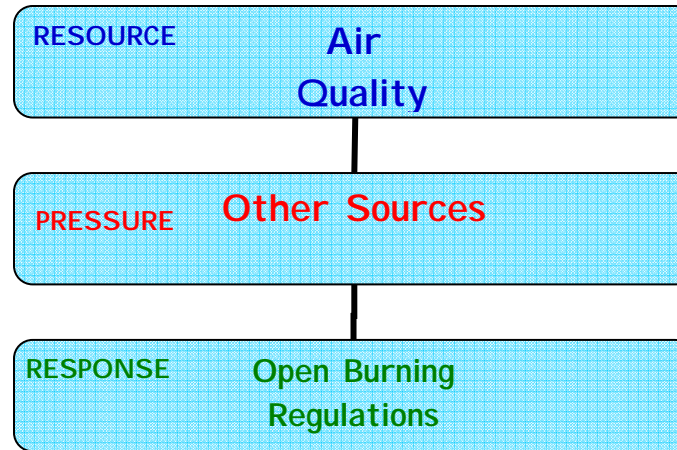 RESOURCE
Air
Quality
PRESSURE
Other Sources
RESPONSE
Open Burning
Regulations